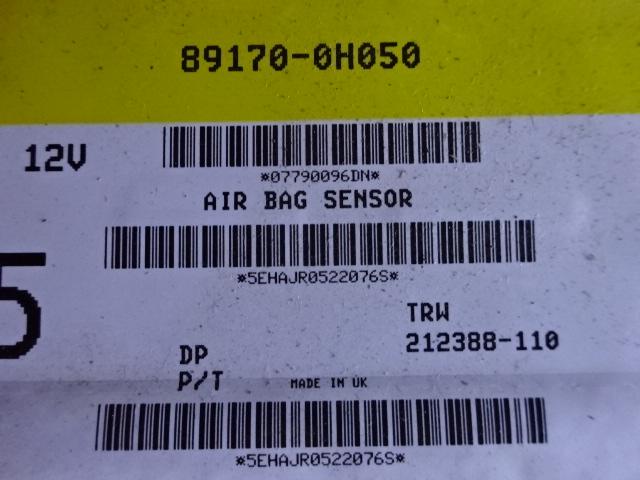 89170-0H050
12V
*07790096DN*
AIR BAG SENSOR
*5EHAJR0522076S*
5
TRW
212388-110
DP
P/T
MADE IN UK
*5EHAJR0522076S*